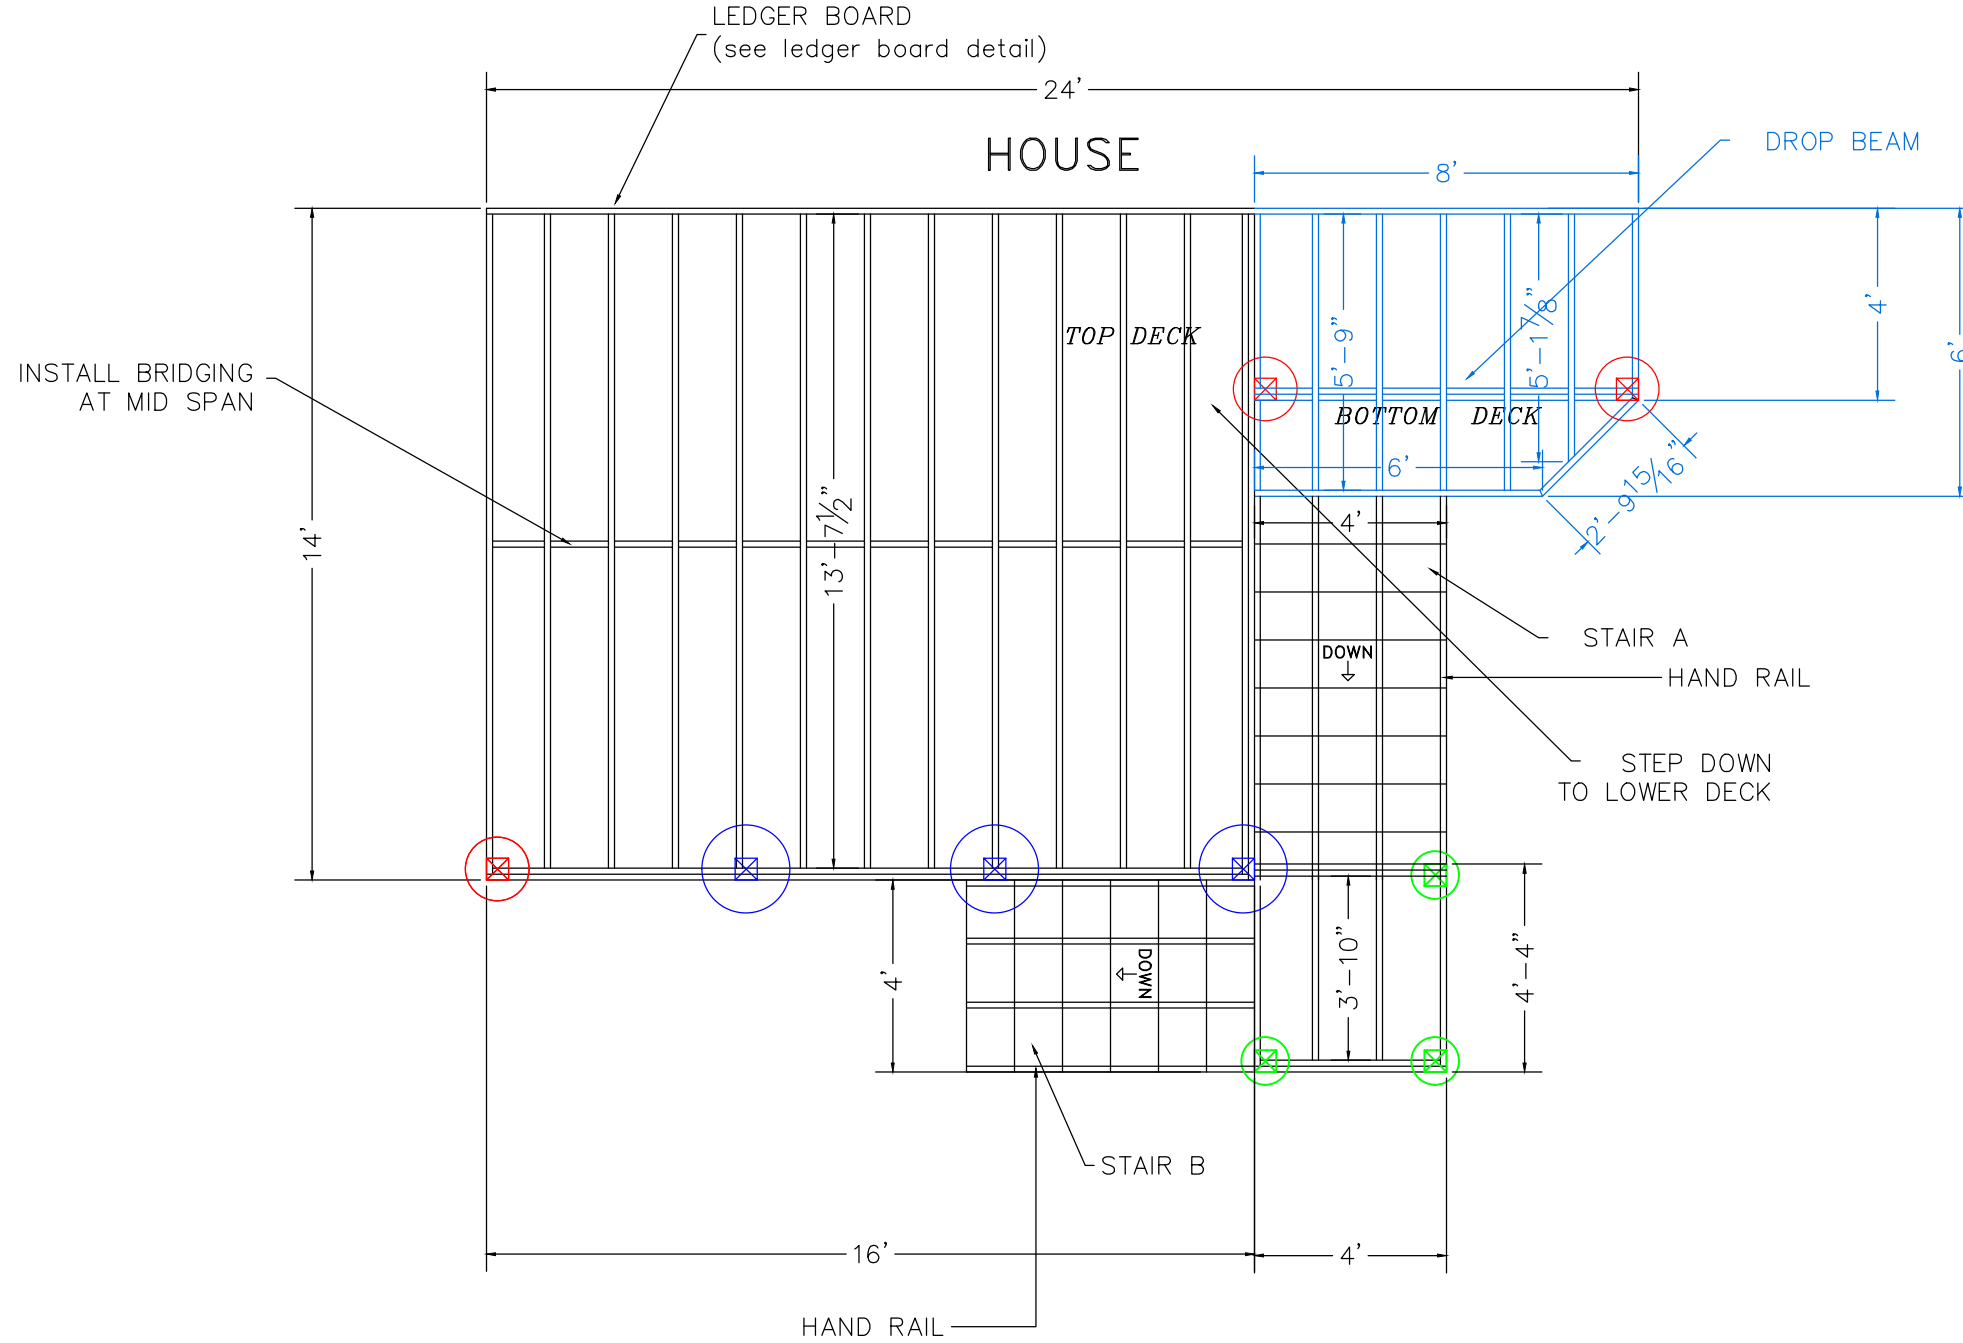 LEDGER BOARD
(see ledger board detail)
24'
HOUSE
DROP BEAM
8'
4'
6'
5'-9"
5'-1 7/8"
TOP DECK
BOTTOM DECK
INSTALL BRIDGING
AT MID SPAN
6'
2'-9 15/16"
14'
13'-7 1/2"
4'
STAIR A
DOWN
HAND RAIL
STEP DOWN
TO LOWER DECK
4'
DOWN
3'-10"
4'-4"
STAIR B
16'
4'
HAND RAIL